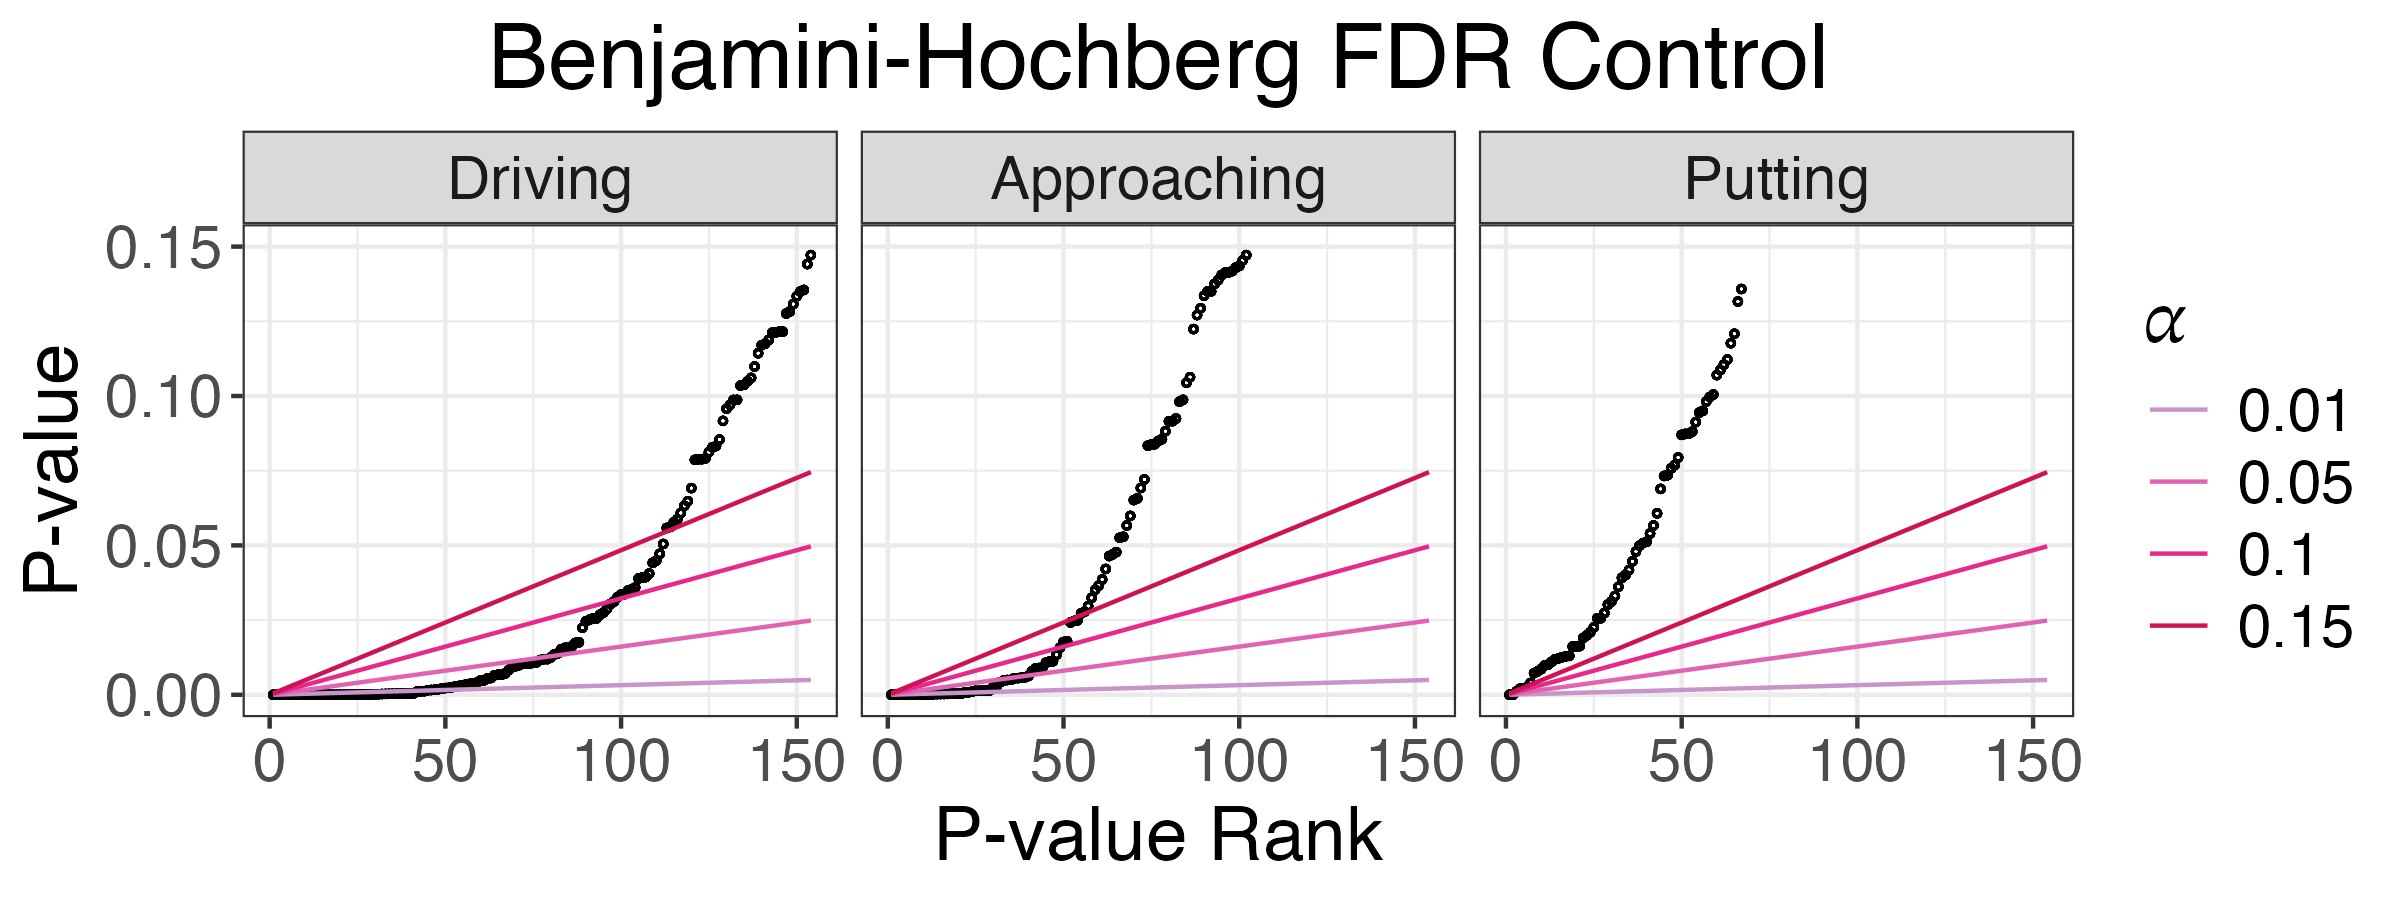 Benjamini-Hochberg FDR Control
Driving Approaching Putting
P-value
0.15
0.10
0.05
0.00
0 50 100 150 0 50 100 150 0 50 100 150
P-value Rank
α
0.01
0.05
0.1
0.15